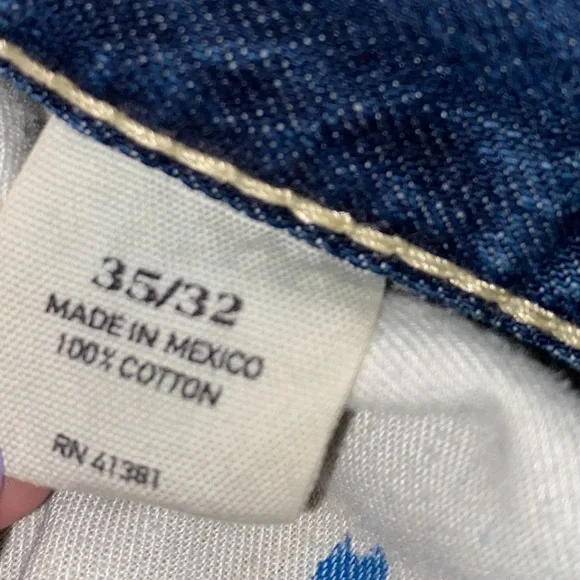 35/32
MADE IN MEXICO
100% COTTON
RN 41381